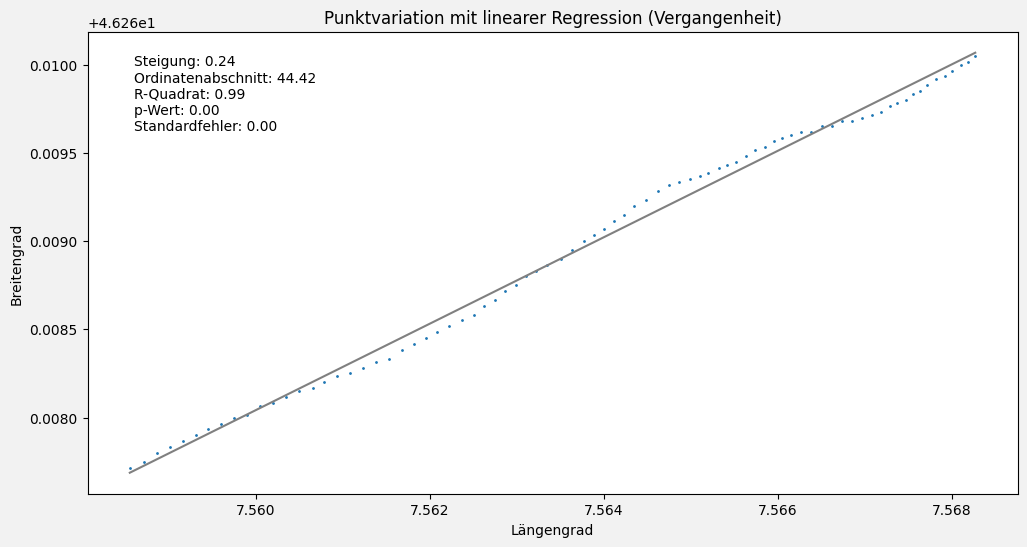 Punktvariation mit linearer Regression (Vergangenheit)
+4.626e1
Steigung: 0.24
Ordinatenabschnitt: 44.42
R-Quadrat: 0.99
p-Wert: 0.00
Standardfehler: 0.00
0.0100
0.0095
0.0090
0.0085
0.0080
Breitengrad
7.560 7.562 7.564 7.566 7.568
Längengrad